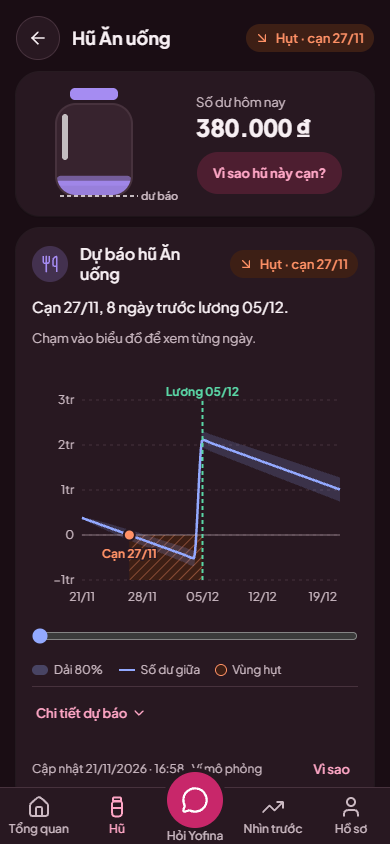 Hũ Ăn uống
Hụt · cạn 27/11
Số dư hôm nay
380.000 ₫
Vì sao hũ này cạn?
dự báo
Dự báo hũ Ăn
uống
Hụt · cạn 27/11
Cạn 27/11, 8 ngày trước lương 05/12.
Chạm vào biểu đồ để xem từng ngày.
Lương 05/12
3tr
2tr
1tr
0
Cạn 27/11
−1tr
21/11 28/11 05/12 12/12 19/12
Dải 80% Số dư giữa Vùng hụt
Chi tiết dự báo
Cập nhật 21/11/2026 · 16:58 Ví mô phỏng
Vì sao
Tổng quan Hũ Hỏi Yofina Nhìn trước Hồ sơ